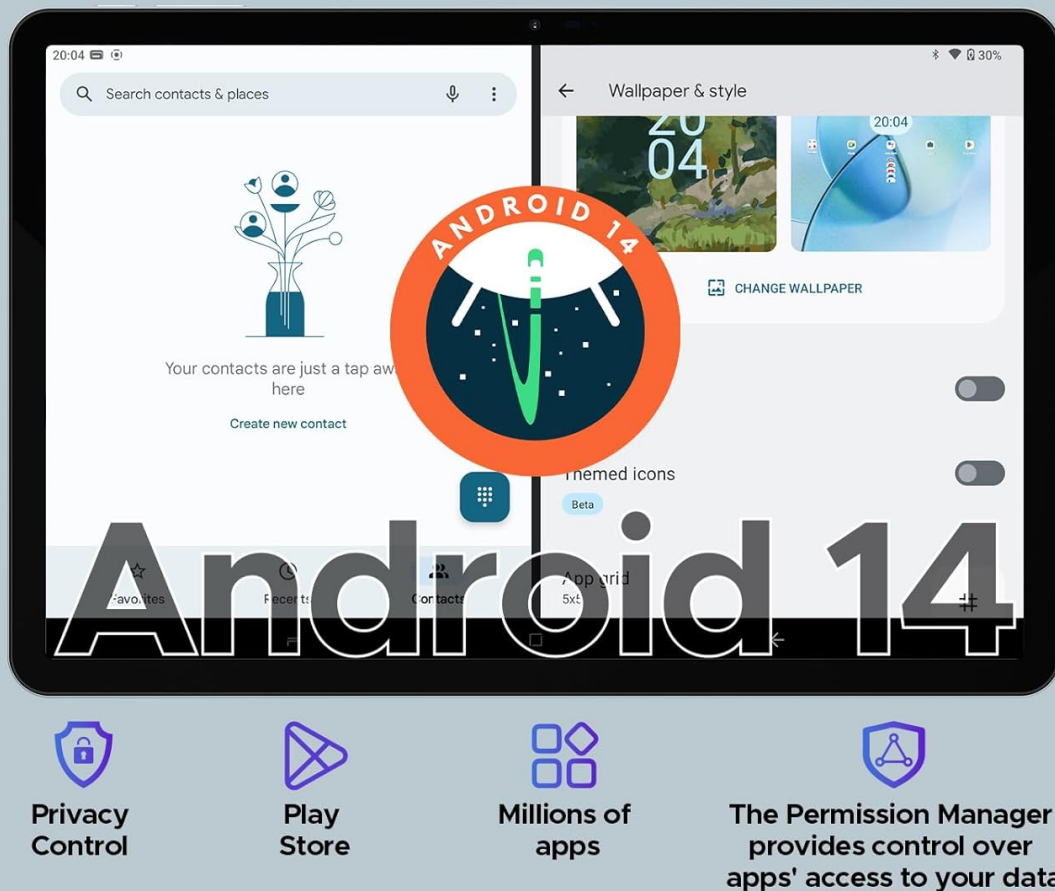 20:04
30%
Search contacts & places
Wallpaper & style
20
04
20:04
ANDROID 14
CHANGE WALLPAPER
Your contacts are just a tap aw
here
Create new contact
Themed icons
Beta
App grid
5x5
Favorites
Recents
Contacts
Android 14
Privacy
Control
Play
Store
Millions of
apps
The Permission Manager
provides control over
apps' access to your data